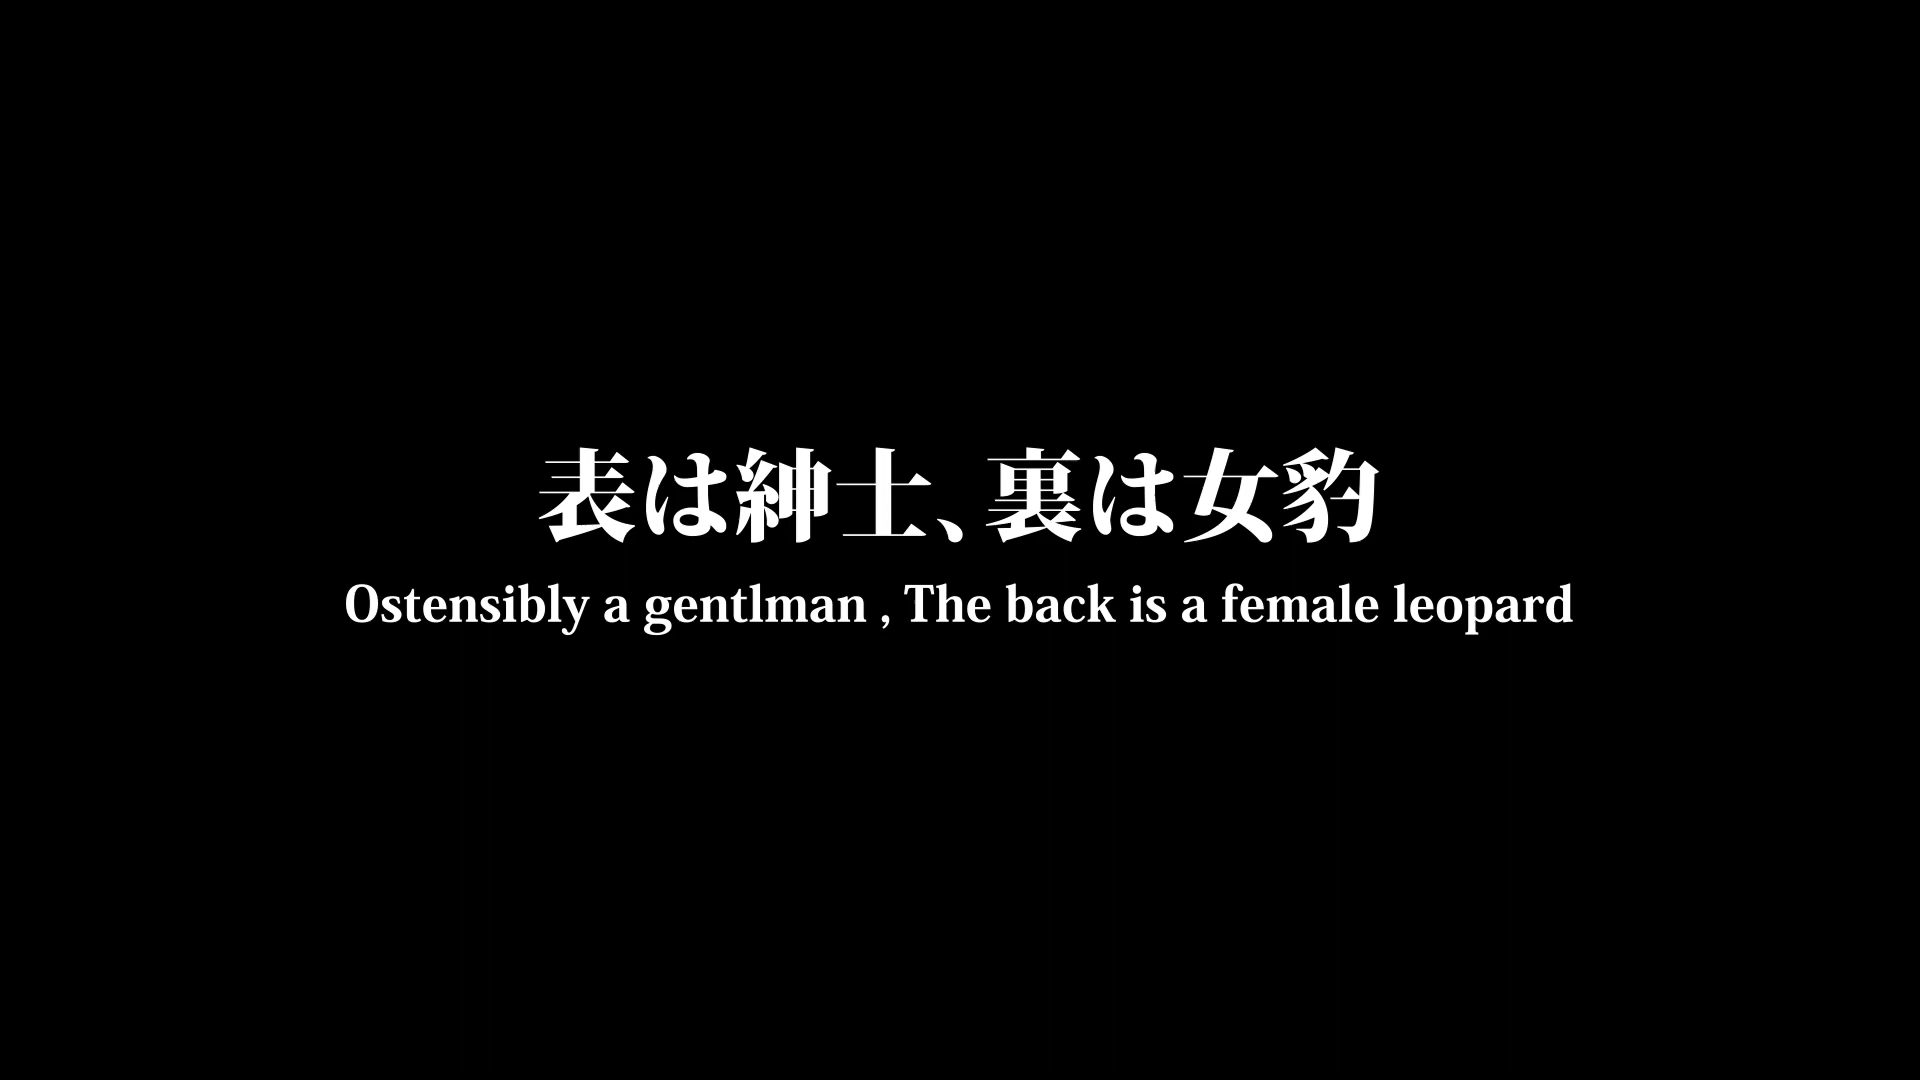 表は紳士、裏は女豹
Ostensibly a gentlman , The back is a female leopard